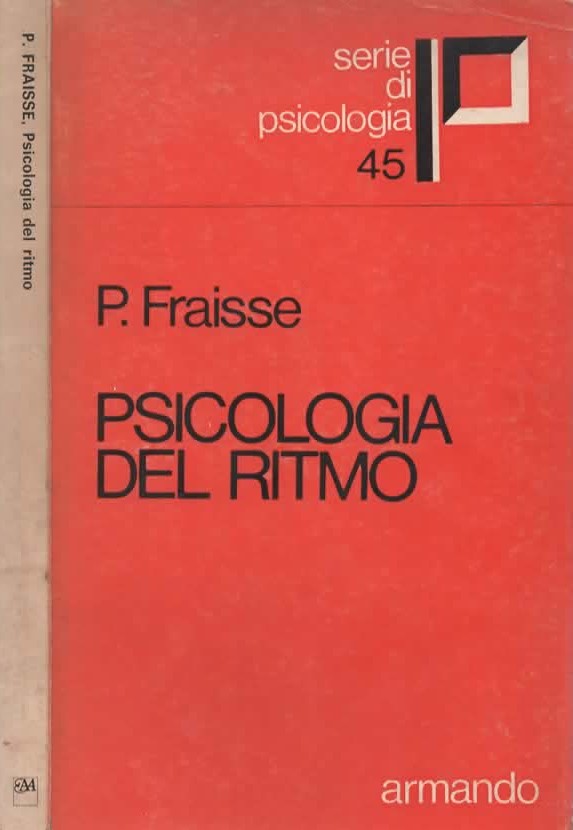 P. FRAISSE. Psicologia del ritmo
serie
di
psicologia
45
P. Fraisse
PSICOLOGIA
DEL RITMO
armando